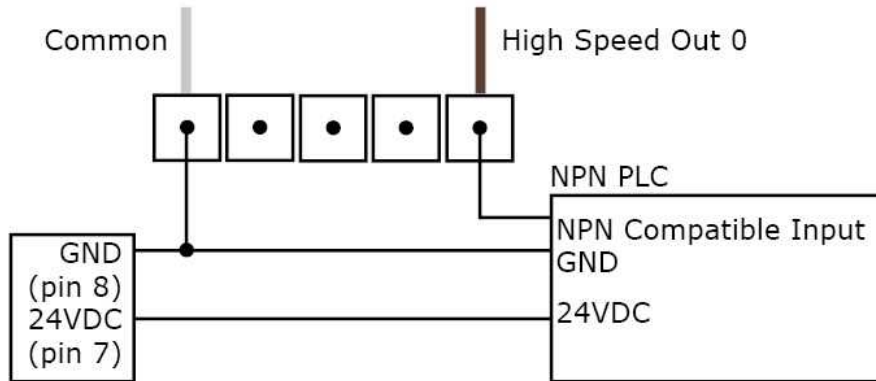 Common
High Speed Out 0
NPN PLC
NPN Compatible Input
GND
24VDC
GND
(pin 8)
24VDC
(pin 7)